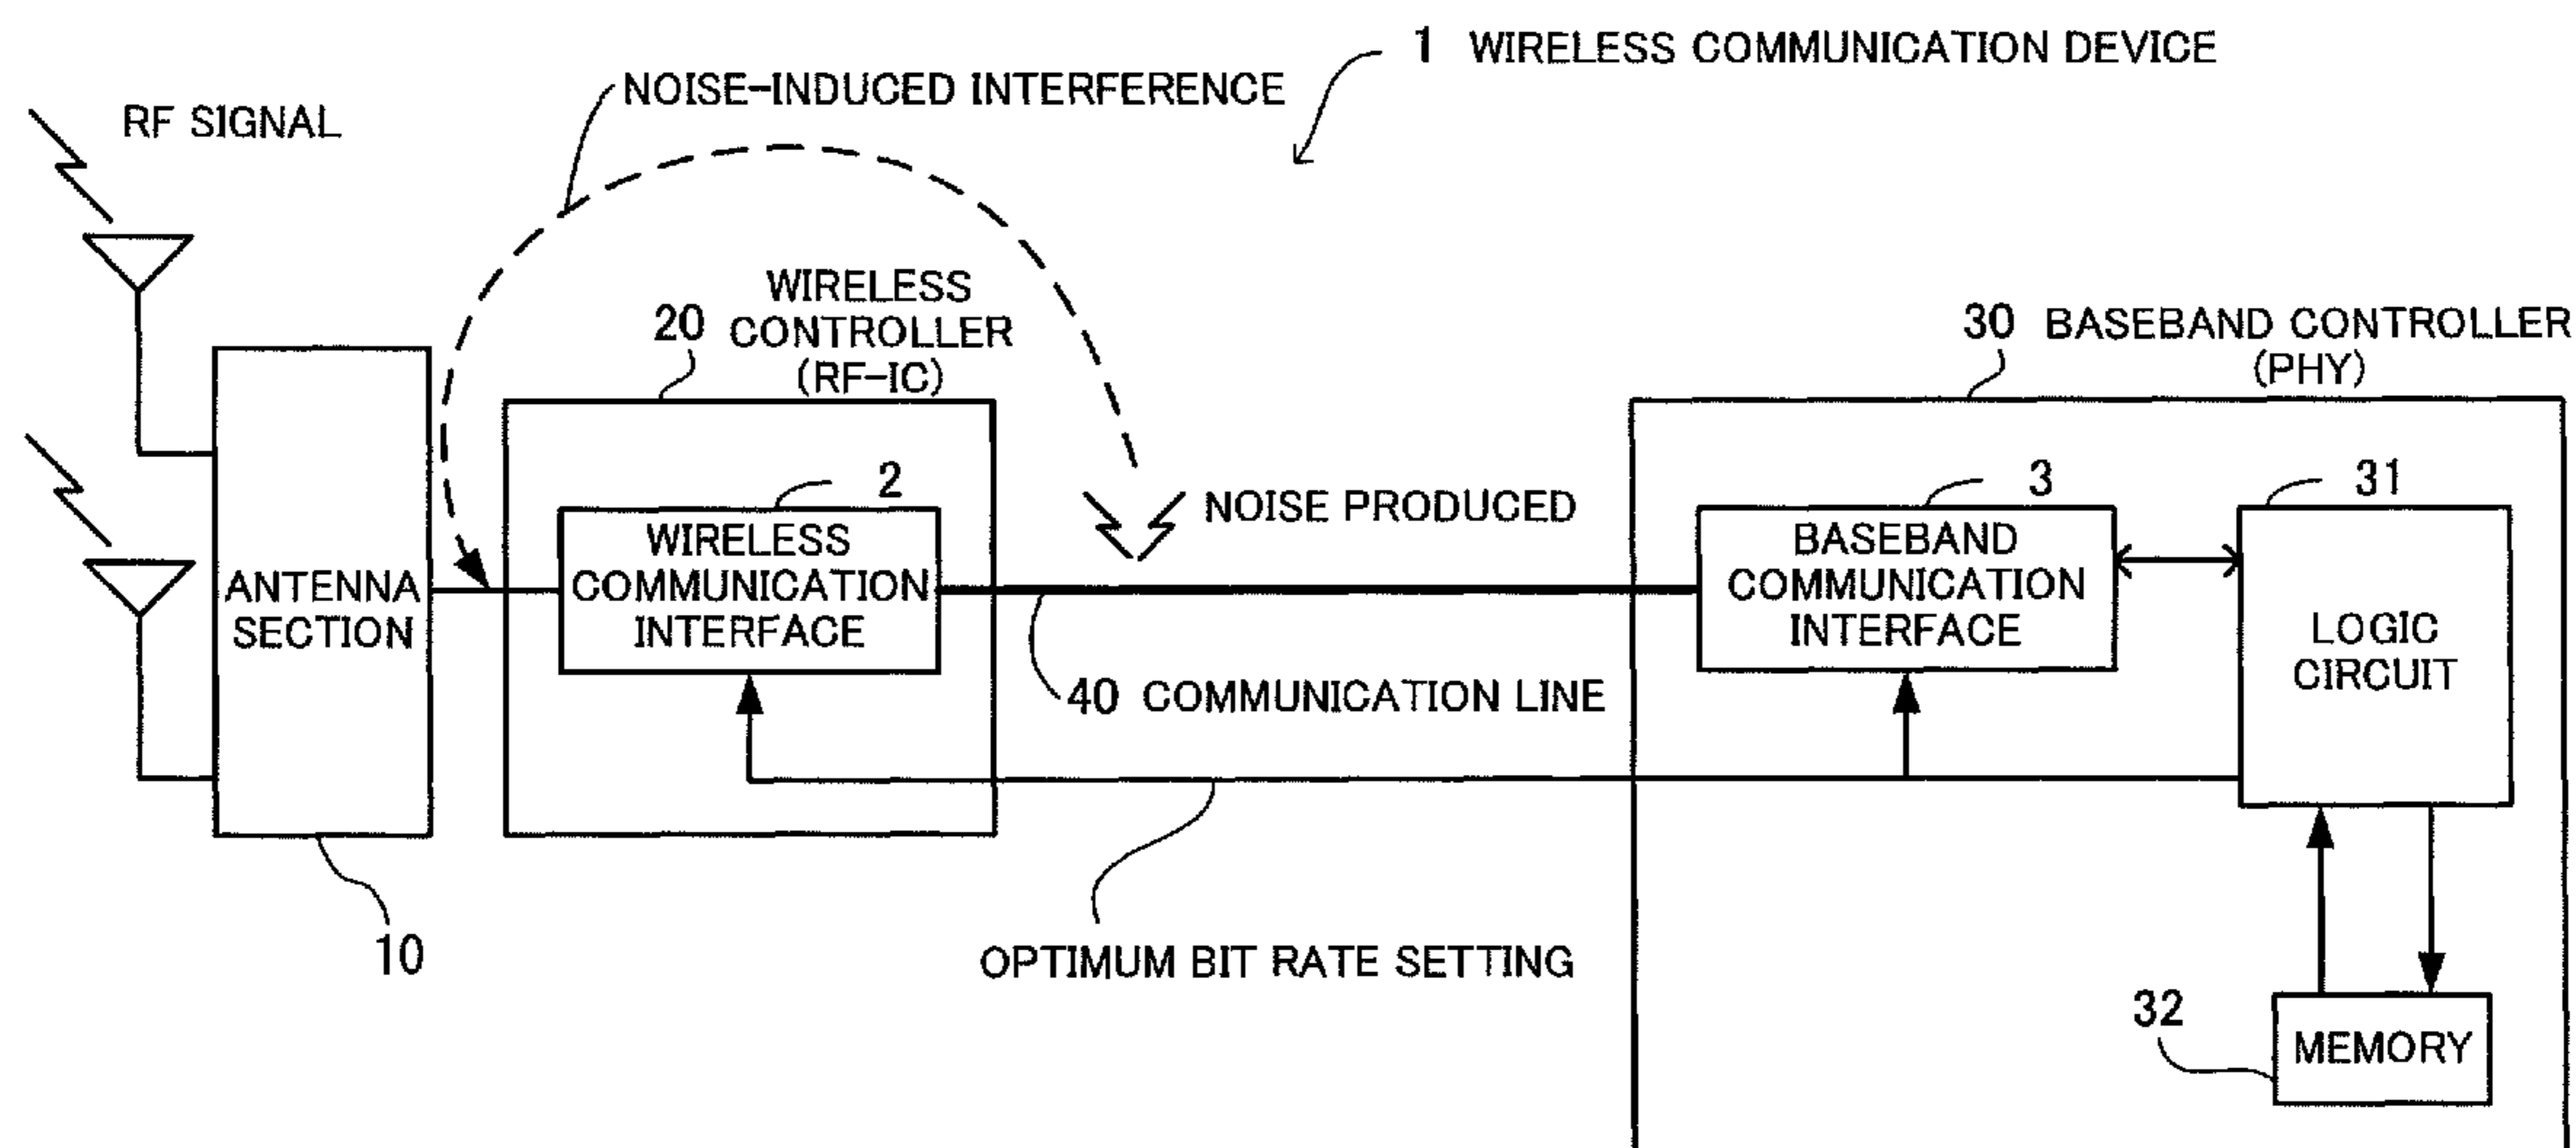 1 WIRELESS COMMUNICATION DEVICE
NOISE-INDUCED INTERFERENCE
RF SIGNAL
WIRELESS
20 CONTROLLER
(RF-IC)
30 BASEBAND CONTROLLER
(PHY)
2
NOISE PRODUCED
3
31
WIRELESS
COMMUNICATION
INTERFACE
BASEBAND
COMMUNICATION
INTERFACE
ANTENNA
SECTION
LOGIC
CIRCUIT
40 COMMUNICATION LINE
10
OPTIMUM BIT RATE SETTING
32
MEMORY